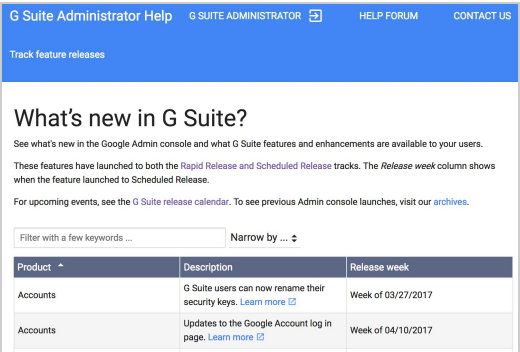 G Suite Administrator Help G SUITE ADMINISTRATOR HELP FORUM CONTACT US
Track feature releases
What's new in G Suite?
See what's new in the Google Admin console and what G Suite features and enhancements are available to your users.
These features have launched to both the Rapid Release and Scheduled Release tracks. The Release week column shows
when the feature launched to Scheduled Release.
For upcoming events, see the G Suite release calendar. To see previous Admin console launches, visit our archives.
Filter with a few keywords ... Narrow by ...
Product Description Release week
G Suite users can now rename their
Accounts security keys. Learn more Week of 03/27/2017
Updates to the Google Account log in
Accounts page. Learn more Week of 04/10/2017